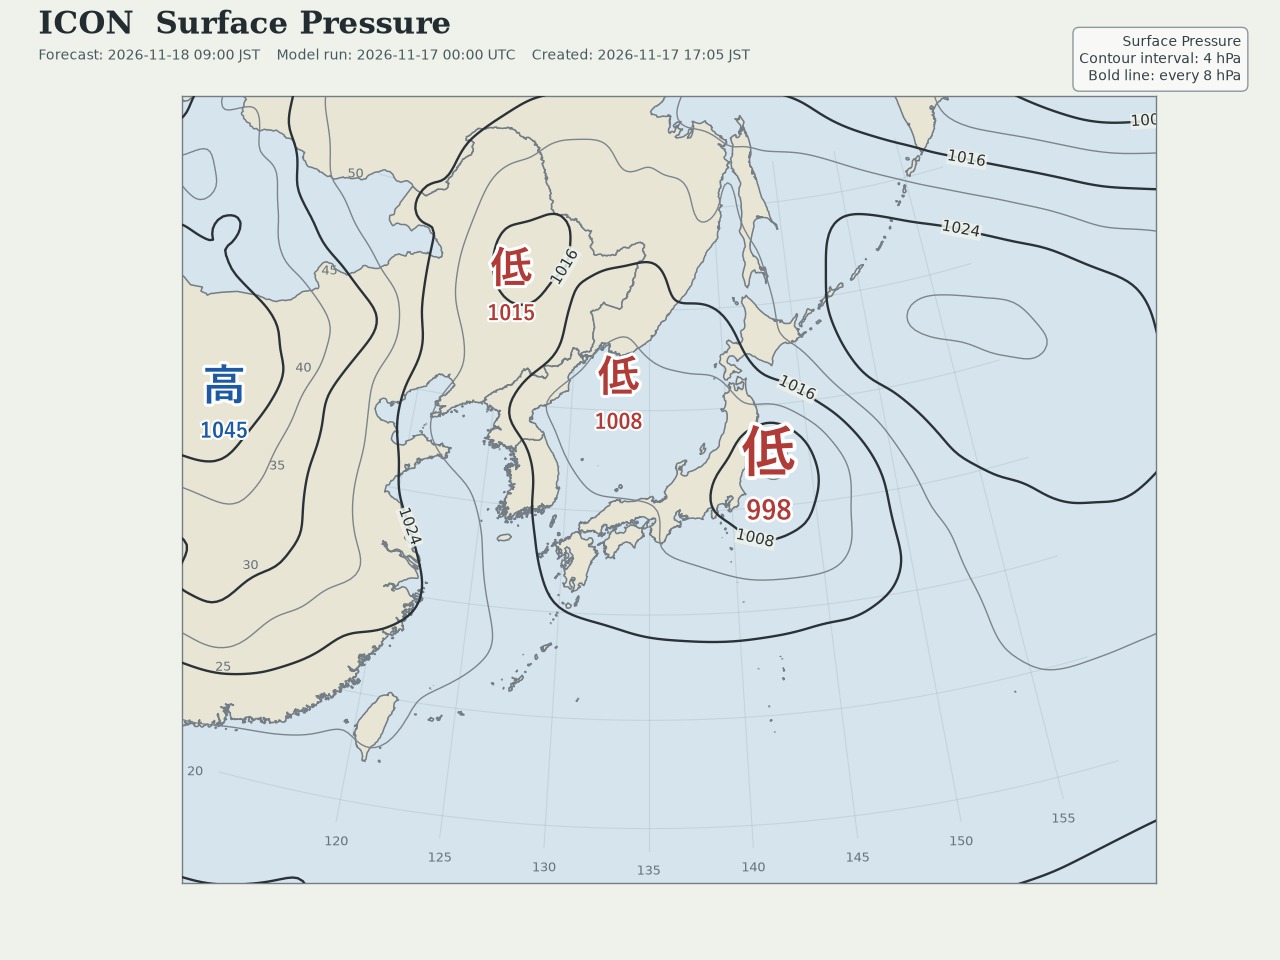 ICON  Surface Pressure
Forecast: 2026-11-18 09:00 JST    Model run: 2026-11-17 00:00 UTC    Created: 2026-11-17 17:05 JST
Surface Pressure
Contour interval: 4 hPa
Bold line: every 8 hPa
100
1016
50
1024
低
1016
1015
45
高
1045
40
低
1008
1016
低
998
35
1024
1008
30
25
20
120
125
130
135
140
145
150
155